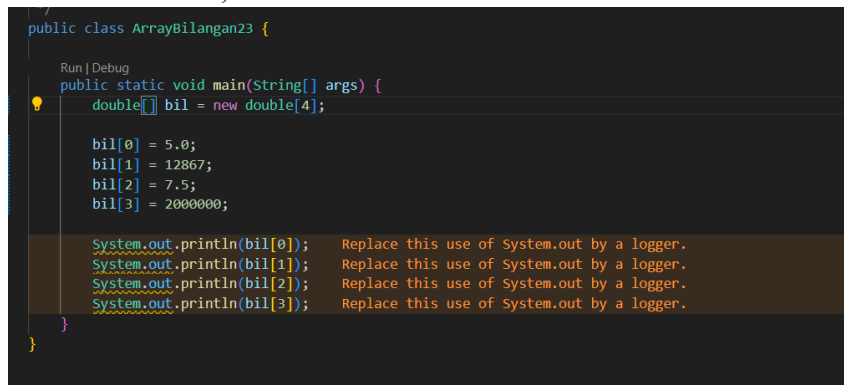 */
public class ArrayBilangan23 {
Run | Debug
public static void main(String[] args) {
double[] bil = new double[4];
bil[0] = 5.0;
bil[1] = 12867;
bil[2] = 7.5;
bil[3] = 2000000;
System.out.println(bil[0]); Replace this use of System.out by a logger.
System.out.println(bil[1]); Replace this use of System.out by a logger.
System.out.println(bil[2]); Replace this use of System.out by a logger.
System.out.println(bil[3]); Replace this use of System.out by a logger.
}
}